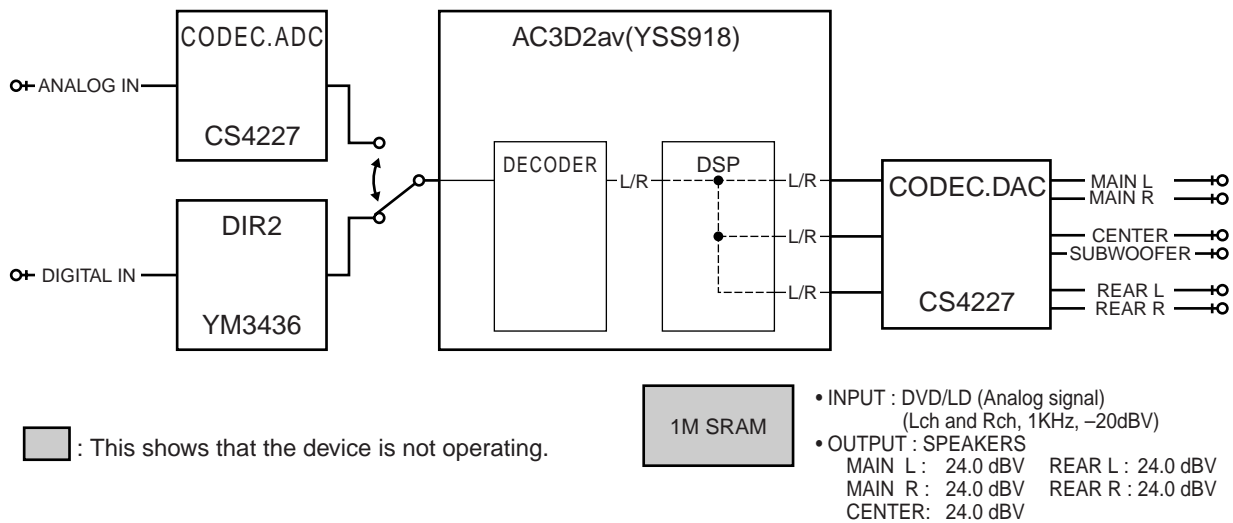 CODEC.ADC
CS4227
ANALOG IN
DIR2
YM3436
DIGITAL IN
AC3D2av(YSS918)
DECODER
L/R
DSP
L/R
L/R
L/R
CODEC.DAC
CS4227
MAIN L
MAIN R
CENTER
SUBWOOFER
REAR L
REAR R
: This shows that the device is not operating.
1M SRAM
• INPUT : DVD/LD (Analog signal)
(Lch and Rch, 1KHz, –20dBV)
• OUTPUT : SPEAKERS
MAIN L : 24.0 dBV REAR L : 24.0 dBV
MAIN R : 24.0 dBV REAR R : 24.0 dBV
CENTER: 24.0 dBV